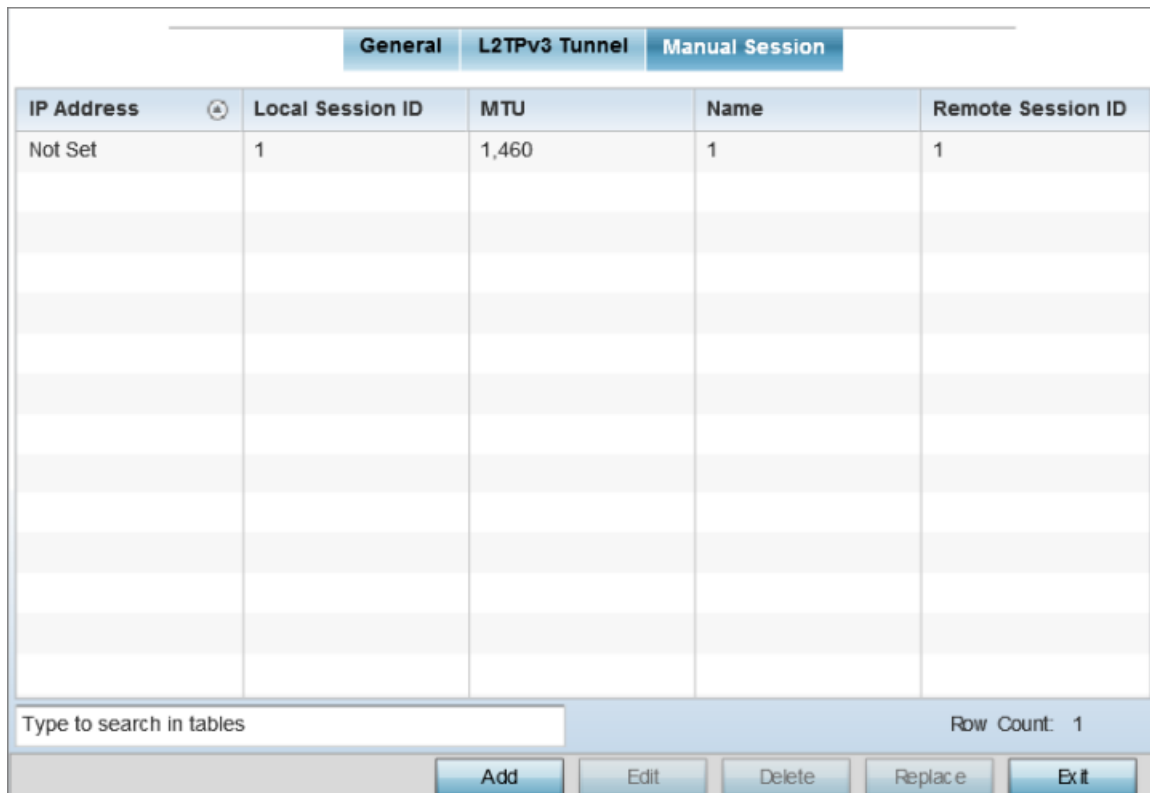 General L2TPv3 Tunnel Manual Session
IP Address Local Session ID MTU Name Remote Session ID
Not Set 1 1,460 1 1
Type to search in tables Row Count: 1
Add Edit Delete Replace Exit